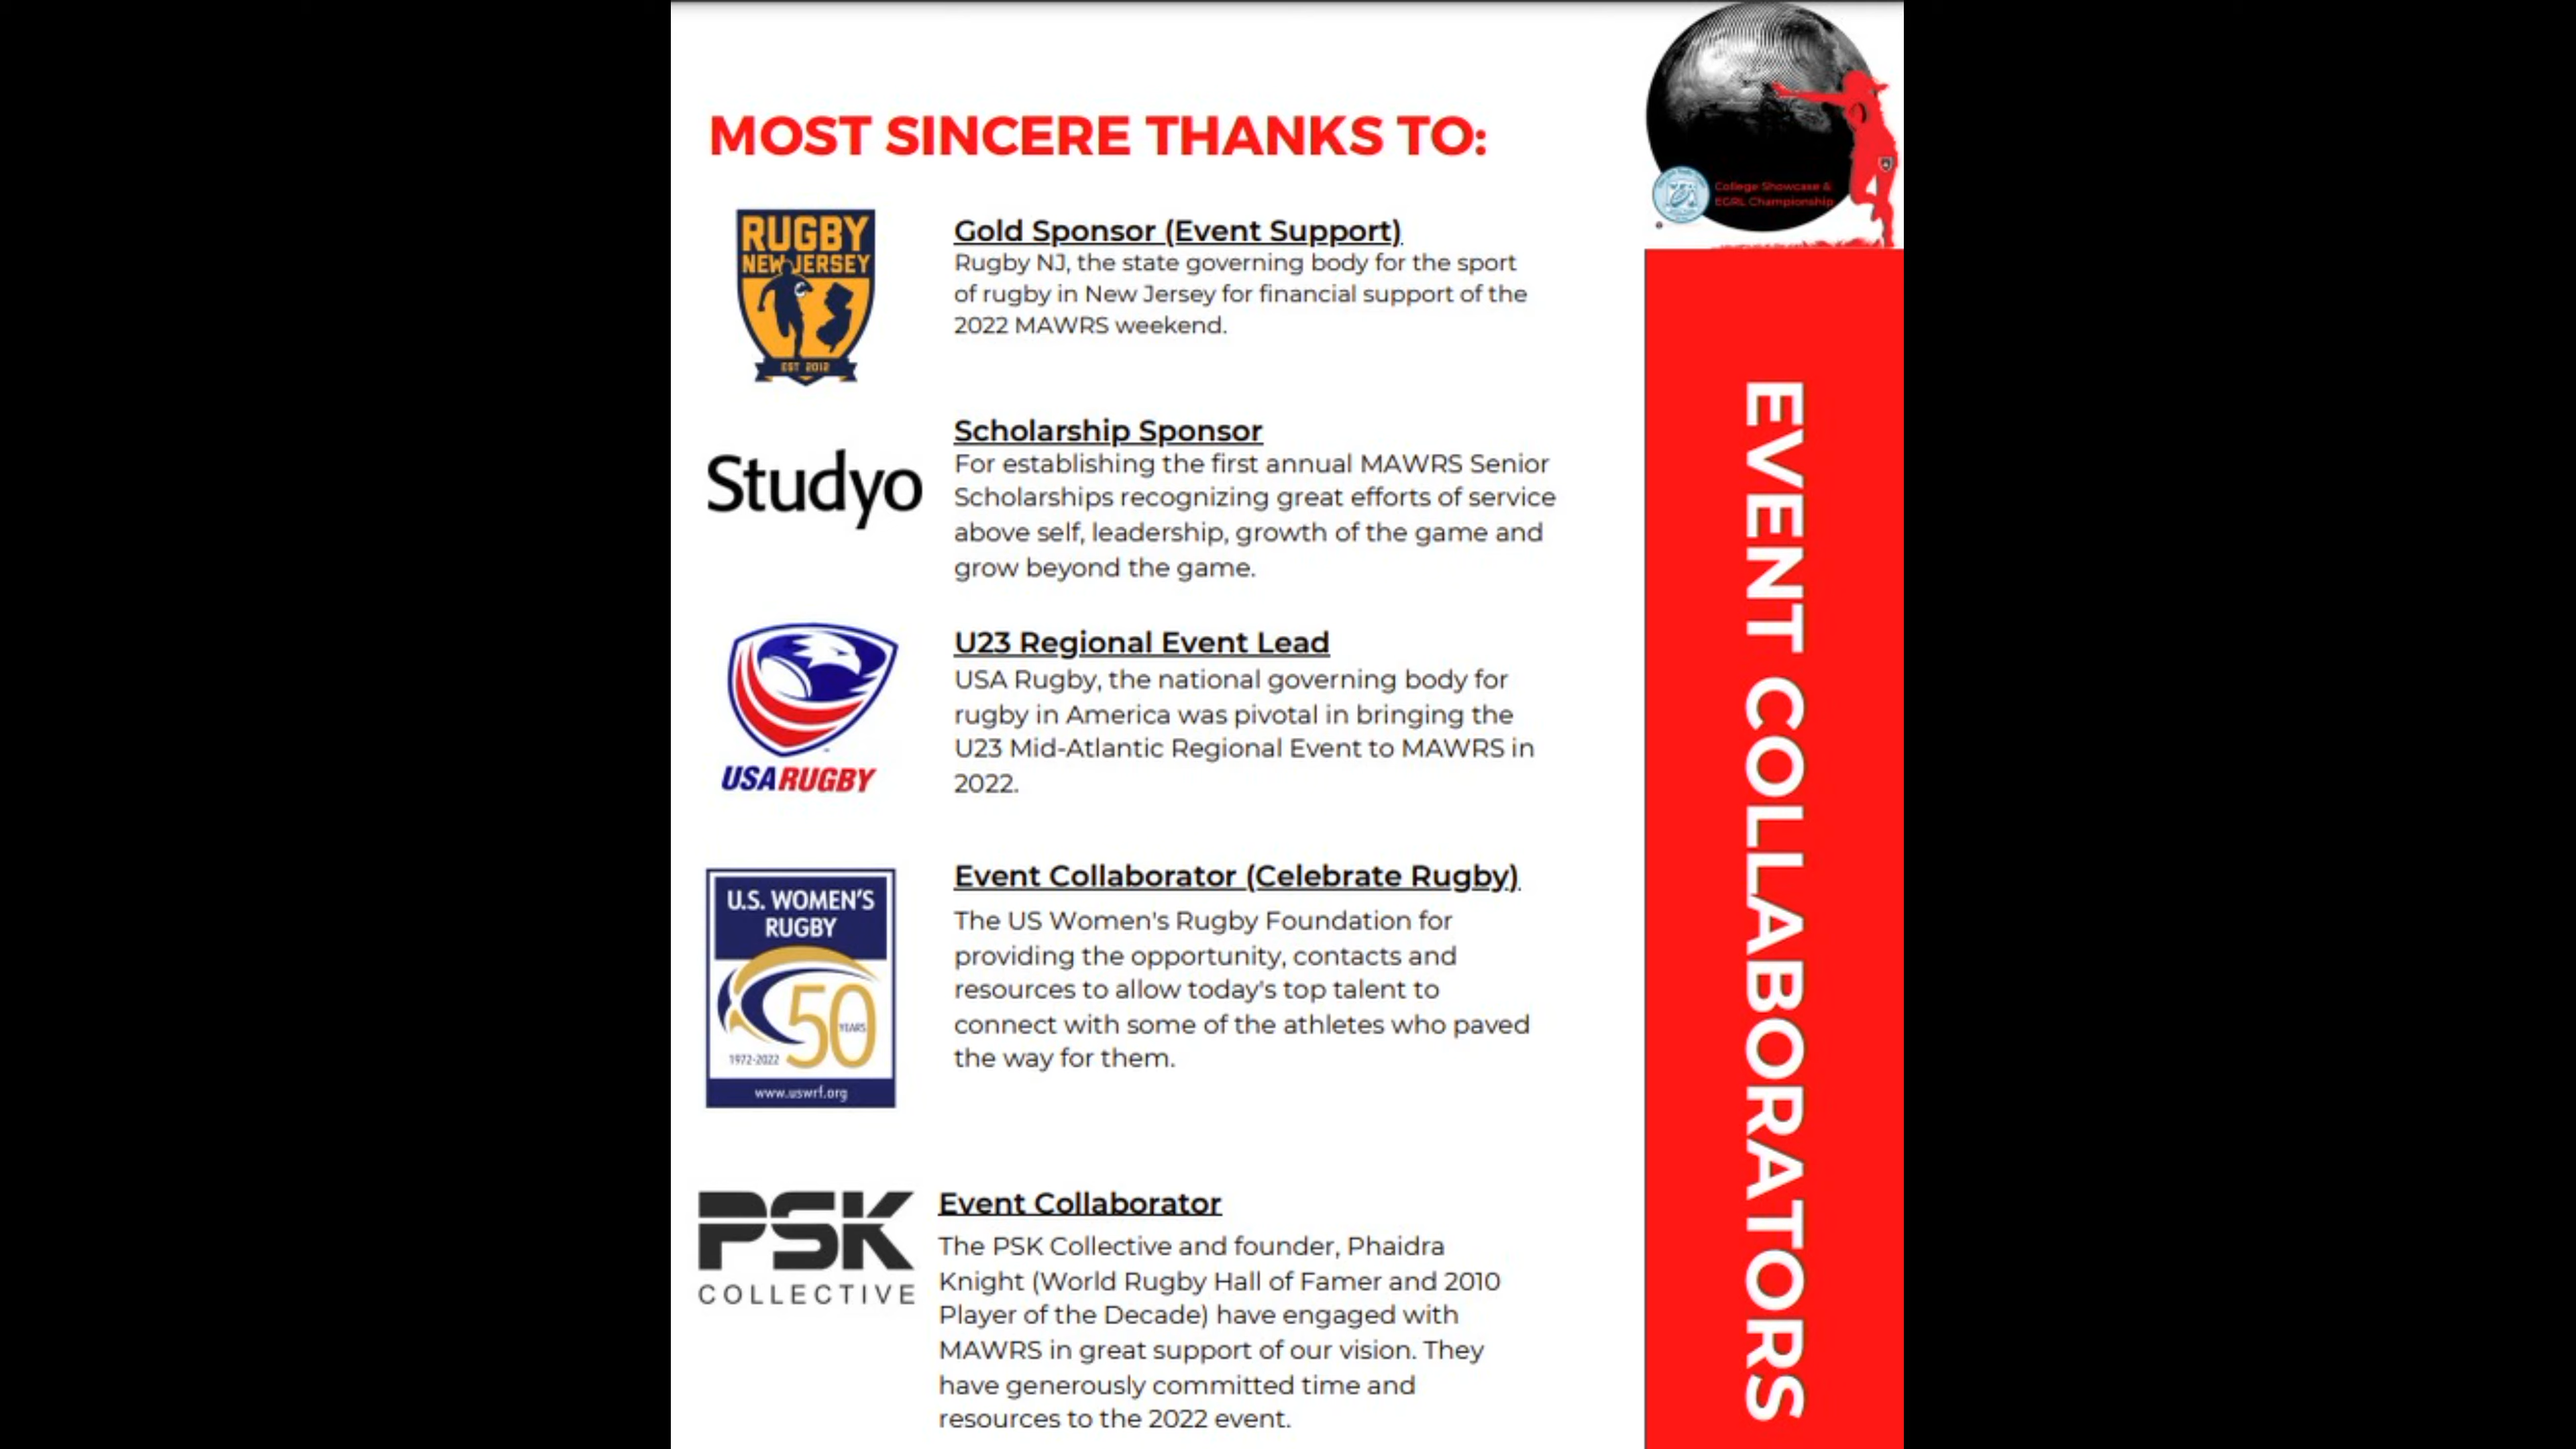 MOST SINCERE THANKS TO:
College Showcase &
EGRL Championship
RUGBY
NEW JERSEY
EST 2012
Gold Sponsor (Event Support)
Rugby NJ, the state governing body for the sport
of rugby in New Jersey for financial support of the
2022 MAWRS weekend.
Studyo
Scholarship Sponsor
For establishing the first annual MAWRS Senior
Scholarships recognizing great efforts of service
above self, leadership, growth of the game and
grow beyond the game.
USA RUGBY
U23 Regional Event Lead
USA Rugby, the national governing body for
rugby in America was pivotal in bringing the
U23 Mid-Atlantic Regional Event to MAWRS in
2022.
U.S. WOMEN'S
RUGBY
50
YEARS
1972-2022
www.uswrf.org
Event Collaborator (Celebrate Rugby)
The US Women's Rugby Foundation for
providing the opportunity, contacts and
resources to allow today's top talent to
connect with some of the athletes who paved
the way for them.
PSK
COLLECTIVE
Event Collaborator
The PSK Collective and founder, Phaidra
Knight (World Rugby Hall of Famer and 2010
Player of the Decade) have engaged with
MAWRS in great support of our vision. They
have generously committed time and
resources to the 2022 event.
EVENT COLLABORATORS